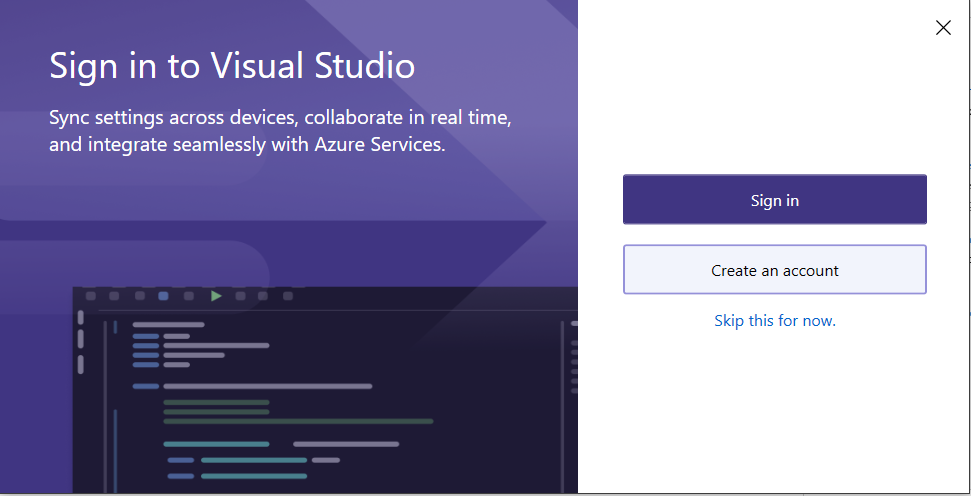 Sign in to Visual Studio
Sync settings across devices, collaborate in real time,
and integrate seamlessly with Azure Services.
Sign in
Create an account
Skip this for now.